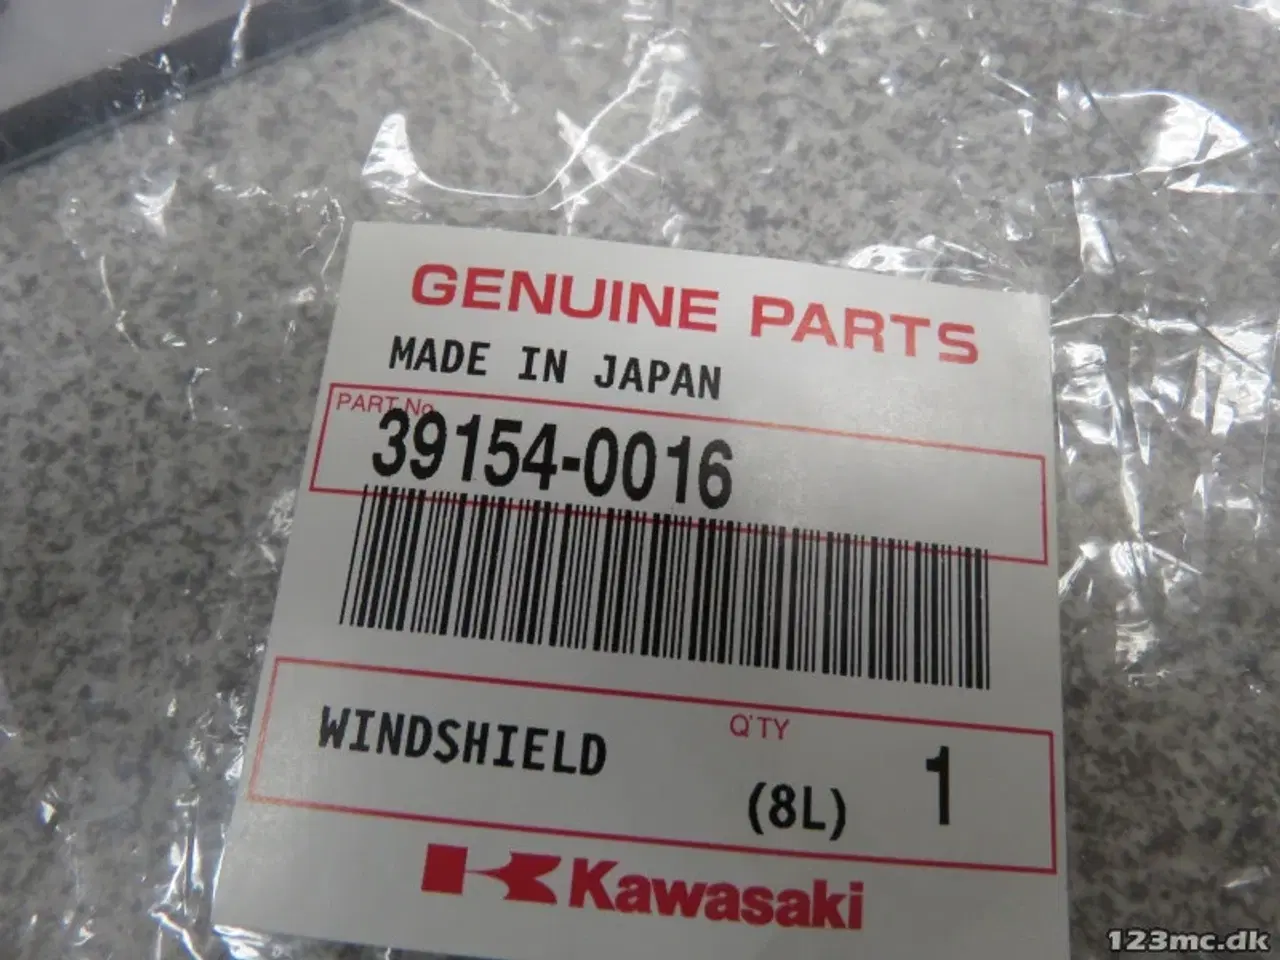 GENUINE PARTS
MADE IN JAPAN
PART No.
39154-0016
WINDSHIELD
Q'TY
(8L) 1
Kawasaki
123mc.dk